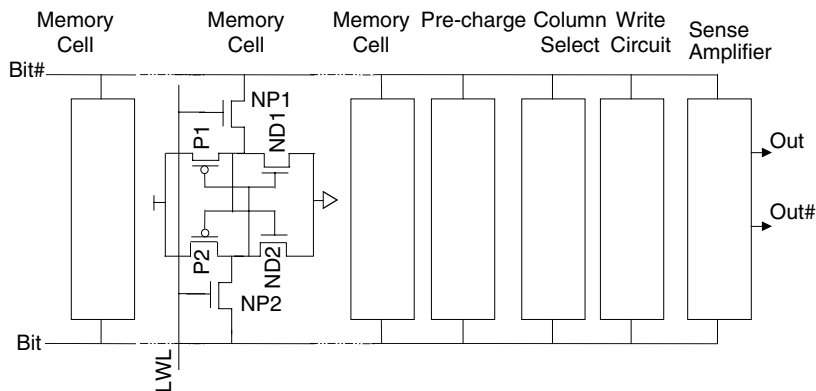 Memory
Cell
Memory
Cell
Memory
Cell
Pre-charge
Column
Select
Write
Circuit
Sense
Amplifier
Bit#
NP1
P1
ND1
Out
Out#
P2
ND2
NP2
Bit
LWL